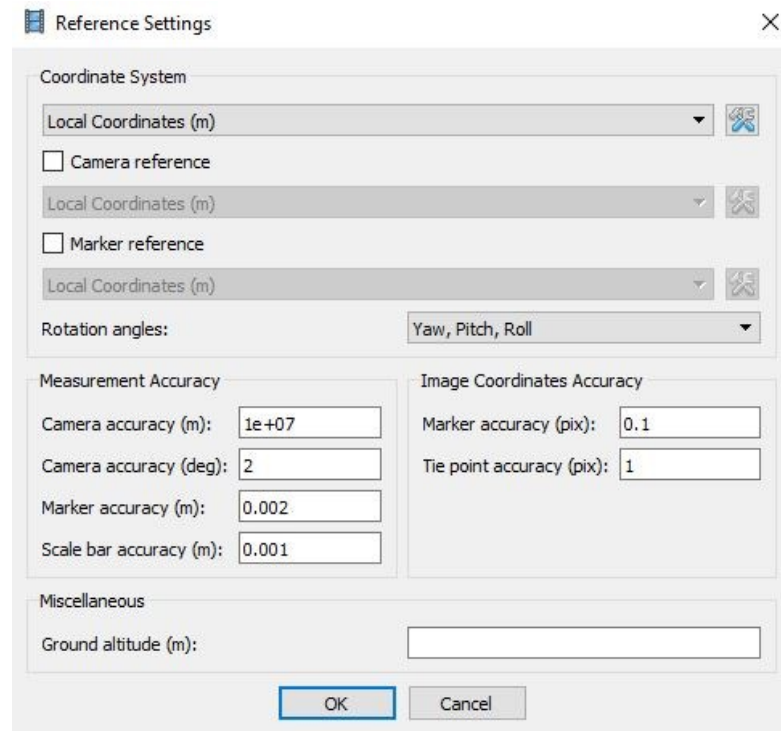 Reference Settings
Coordinate System
Local Coordinates (m)
Camera reference
Local Coordinates (m)
Marker reference
Local Coordinates (m)
Rotation angles: Yaw, Pitch, Roll
Measurement Accuracy
Camera accuracy (m): 1e+07
Camera accuracy (deg): 2
Marker accuracy (m): 0.002
Scale bar accuracy (m): 0.001
Image Coordinates Accuracy
Marker accuracy (pix): 0.1
Tie point accuracy (pix): 1
Miscellaneous
Ground altitude (m):
OK Cancel